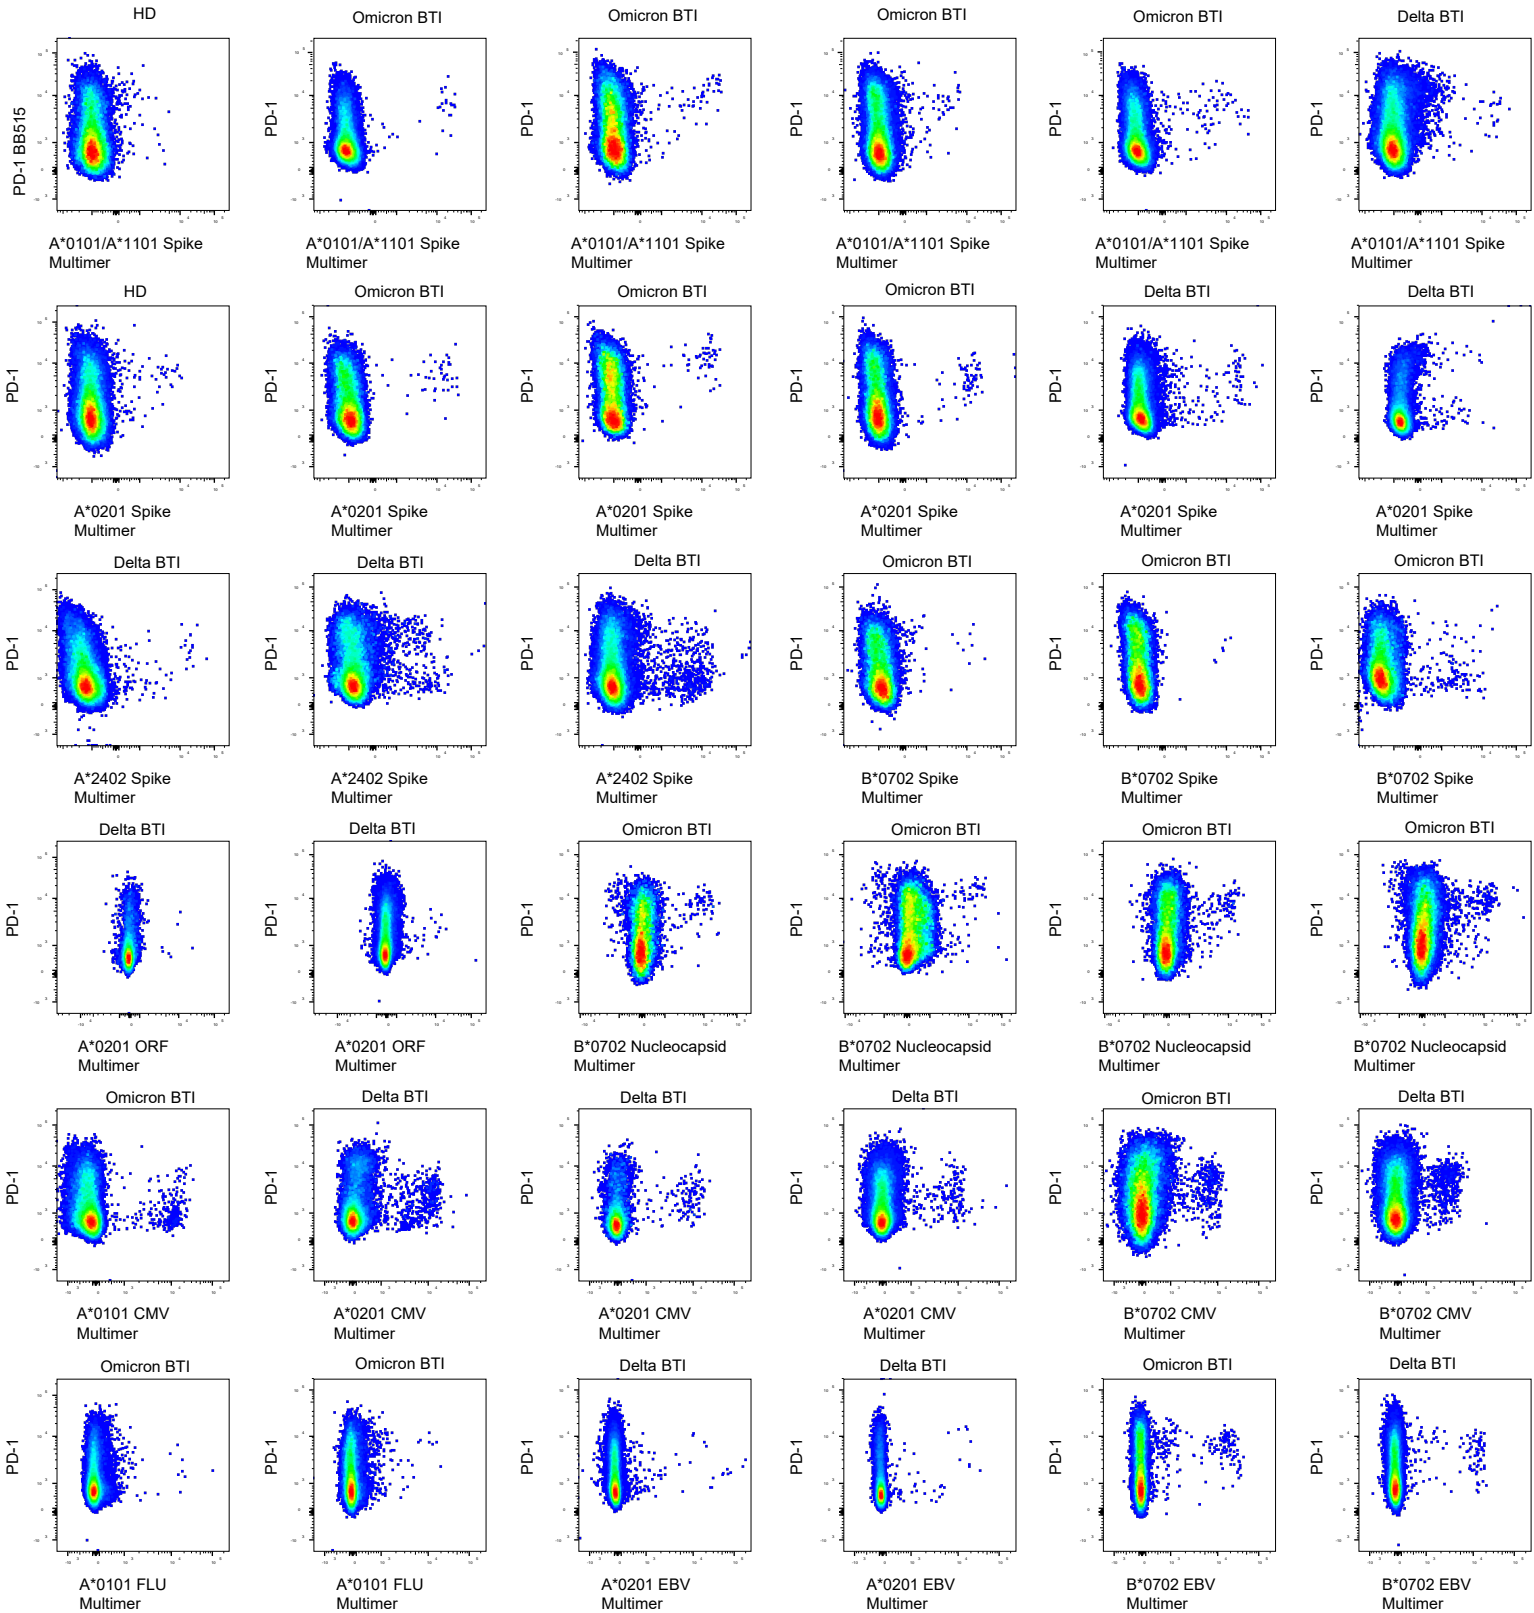 HD
Omicron BTI
Omicron BTI
Omicron BTI
Omicron BTI
Delta BTI
PD-1 BB515
PD-1
PD-1
PD-1
PD-1
PD-1
A*0101/A*1101 Spike
Multimer
A*0101/A*1101 Spike
Multimer
A*0101/A*1101 Spike
Multimer
A*0101/A*1101 Spike
Multimer
A*0101/A*1101 Spike
Multimer
A*0101/A*1101 Spike
Multimer
HD
Omicron BTI
Omicron BTI
Omicron BTI
Delta BTI
Delta BTI
PD-1
PD-1
PD-1
PD-1
PD-1
PD-1
A*0201 Spike
Multimer
A*0201 Spike
Multimer
A*0201 Spike
Multimer
A*0201 Spike
Multimer
A*0201 Spike
Multimer
A*0201 Spike
Multimer
Delta BTI
Delta BTI
Delta BTI
Omicron BTI
Omicron BTI
Omicron BTI
PD-1
PD-1
PD-1
PD-1
PD-1
PD-1
A*2402 Spike
Multimer
A*2402 Spike
Multimer
A*2402 Spike
Multimer
B*0702 Spike
Multimer
B*0702 Spike
Multimer
B*0702 Spike
Multimer
Delta BTI
Delta BTI
Omicron BTI
Omicron BTI
Omicron BTI
Omicron BTI
PD-1
PD-1
PD-1
PD-1
PD-1
PD-1
A*0201 ORF
Multimer
A*0201 ORF
Multimer
B*0702 Nucleocapsid
Multimer
B*0702 Nucleocapsid
Multimer
B*0702 Nucleocapsid
Multimer
B*0702 Nucleocapsid
Multimer
Omicron BTI
Delta BTI
Delta BTI
Delta BTI
Omicron BTI
Delta BTI
PD-1
PD-1
PD-1
PD-1
PD-1
PD-1
A*0101 CMV
Multimer
A*0201 CMV
Multimer
A*0201 CMV
Multimer
A*0201 CMV
Multimer
B*0702 CMV
Multimer
B*0702 CMV
Multimer
Omicron BTI
Omicron BTI
Delta BTI
Delta BTI
Omicron BTI
Delta BTI
PD-1
PD-1
PD-1
PD-1
PD-1
PD-1
A*0101 FLU
Multimer
A*0101 FLU
Multimer
A*0201 EBV
Multimer
A*0201 EBV
Multimer
B*0702 EBV
Multimer
B*0702 EBV
Multimer